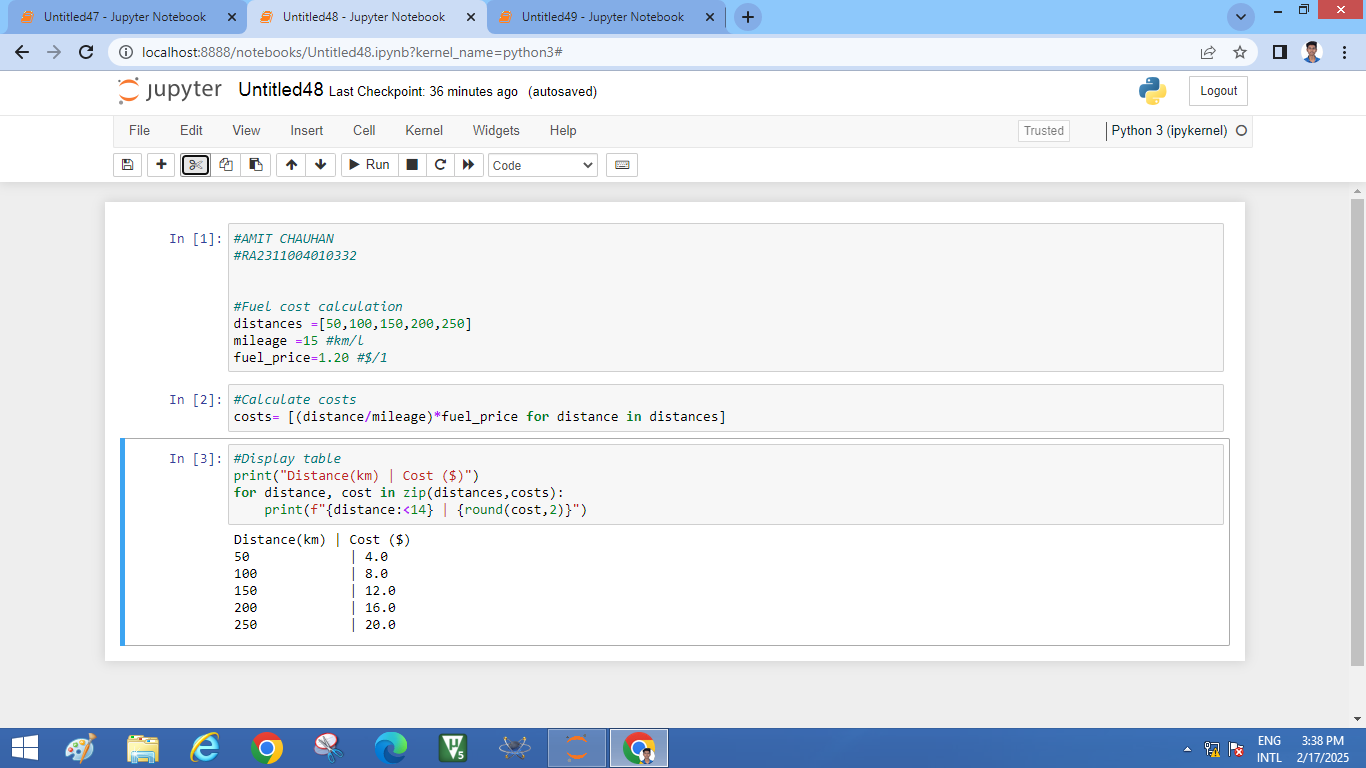 Untitled47 - Jupyter Notebook
Untitled48 - Jupyter Notebook
Untitled49 - Jupyter Notebook
localhost:8888/notebooks/Untitled48.ipynb?kernel_name=python3#
jupyter Untitled48 Last Checkpoint: 36 minutes ago (autosaved)
Logout
File Edit View Insert Cell Kernel Widgets Help
Trusted
Python 3 (ipykernel)
Run
Code
In [1]:
#AMIT CHAUHAN
#RA2311004010332
#Fuel cost calculation
distances =[50,100,150,200,250]
mileage =15 #km/l
fuel_price=1.20 #$/1
In [2]:
#Calculate costs
costs= [(distance/mileage)*fuel_price for distance in distances]
In [3]:
#Display table
print("Distance(km) | Cost ($)")
for distance, cost in zip(distances,costs):
    print(f"{distance:<14} | {round(cost,2)}")
Distance(km) | Cost ($)
50             | 4.0
100            | 8.0
150            | 12.0
200            | 16.0
250            | 20.0
ENG
INTL
3:38 PM
2/17/2025